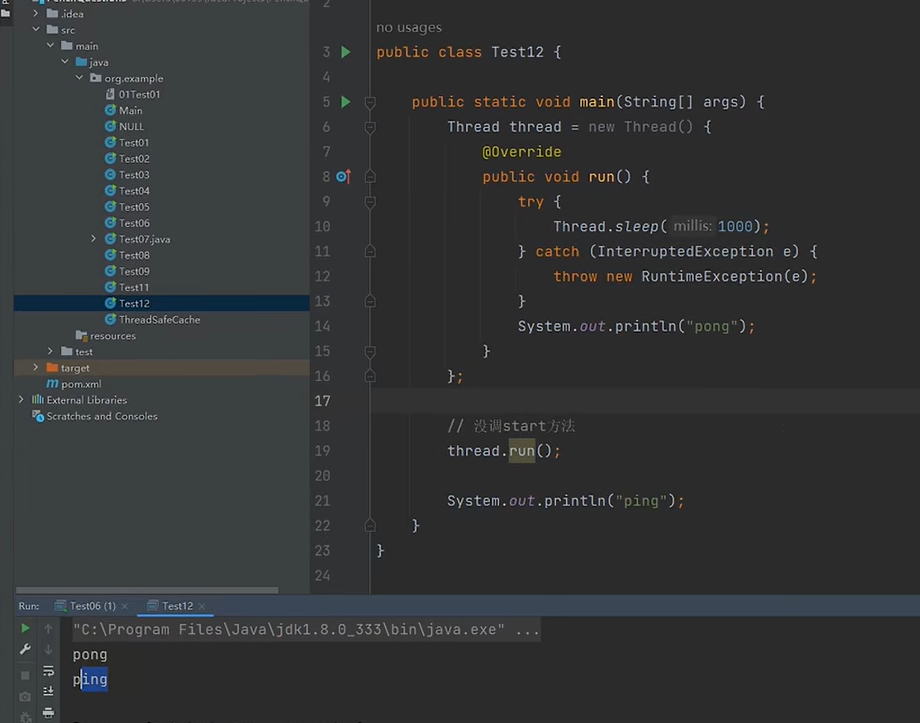 .idea
src
main
java
org.example
01Test01
Main
NULL
Test01
Test02
Test03
Test04
Test05
Test06
Test07.java
Test08
Test09
Test11
Test12
ThreadSafeCache
resources
test
target
pom.xml
External Libraries
Scratches and Consoles
2
no usages
3 public class Test12 {
4
5 public static void main(String[] args) {
6 Thread thread = new Thread() {
7 @Override
8 public void run() {
9 try {
10 Thread.sleep( millis: 1000);
11 } catch (InterruptedException e) {
12 throw new RuntimeException(e);
13 }
14 System.out.println("pong");
15 }
16 };
17
18 // 没调start方法
19 thread.run();
20
21 System.out.println("ping");
22 }
23 }
24
Run: Test06 (1) × Test12 ×
"C:\Program Files\Java\jdk1.8.0_333\bin\java.exe" ...
pong
ping